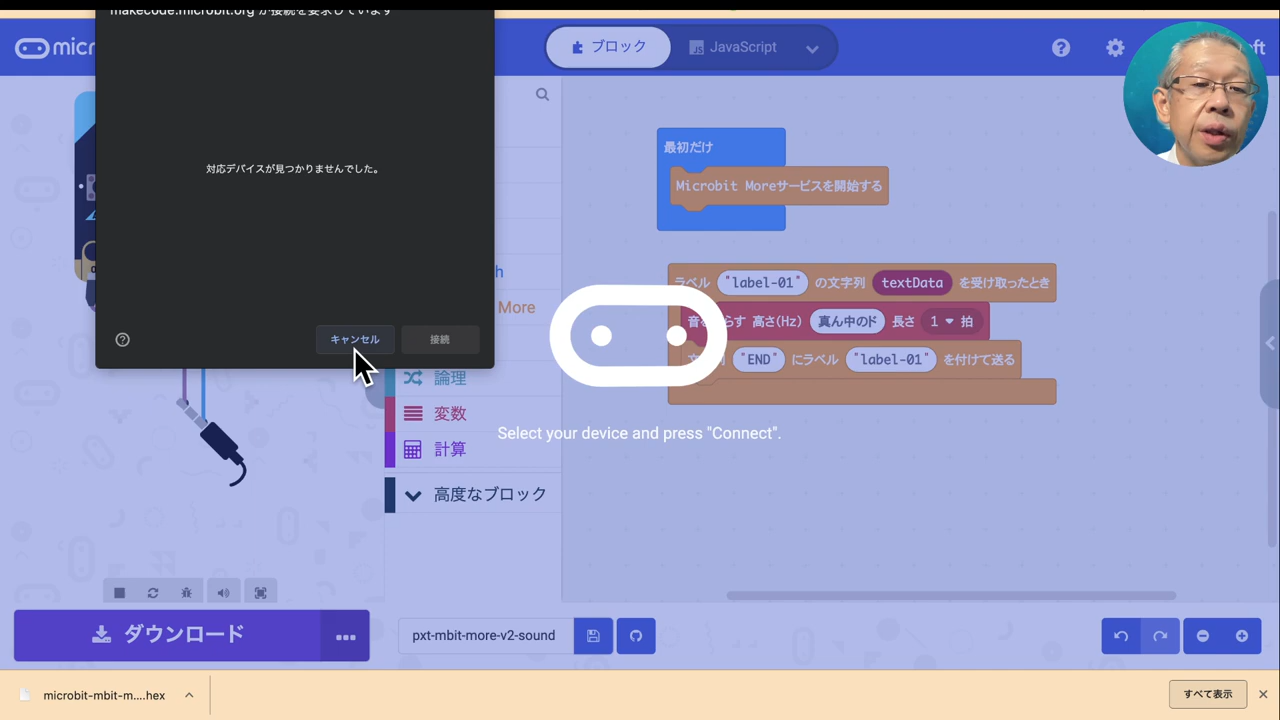 makecode.microbit.org が接続を要求しています
ブロック
JavaScript
対応デバイスが見つかりませんでした。
キャンセル
接続
最初だけ
Microbit Moreサービスを開始する
ラベル "label-01" の文字列 textData を受け取ったとき
らす 高さ(Hz) 真ん中のド 長さ 1 拍
"END" にラベル "label-01" を付けて送る
More
論理
変数
計算
高度なブロック
Select your device and press "Connect".
ダウンロード
pxt-mbit-more-v2-sound
microbit-mbit-m....hex
すべて表示